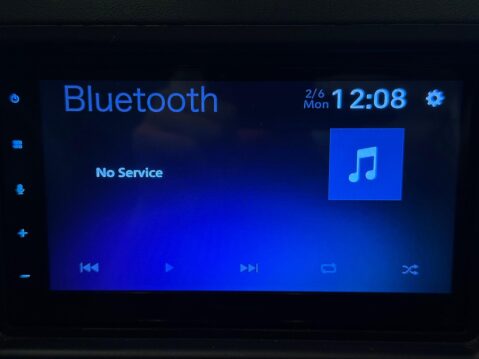 Bluetooth
2/6
Mon
12:08
No Service